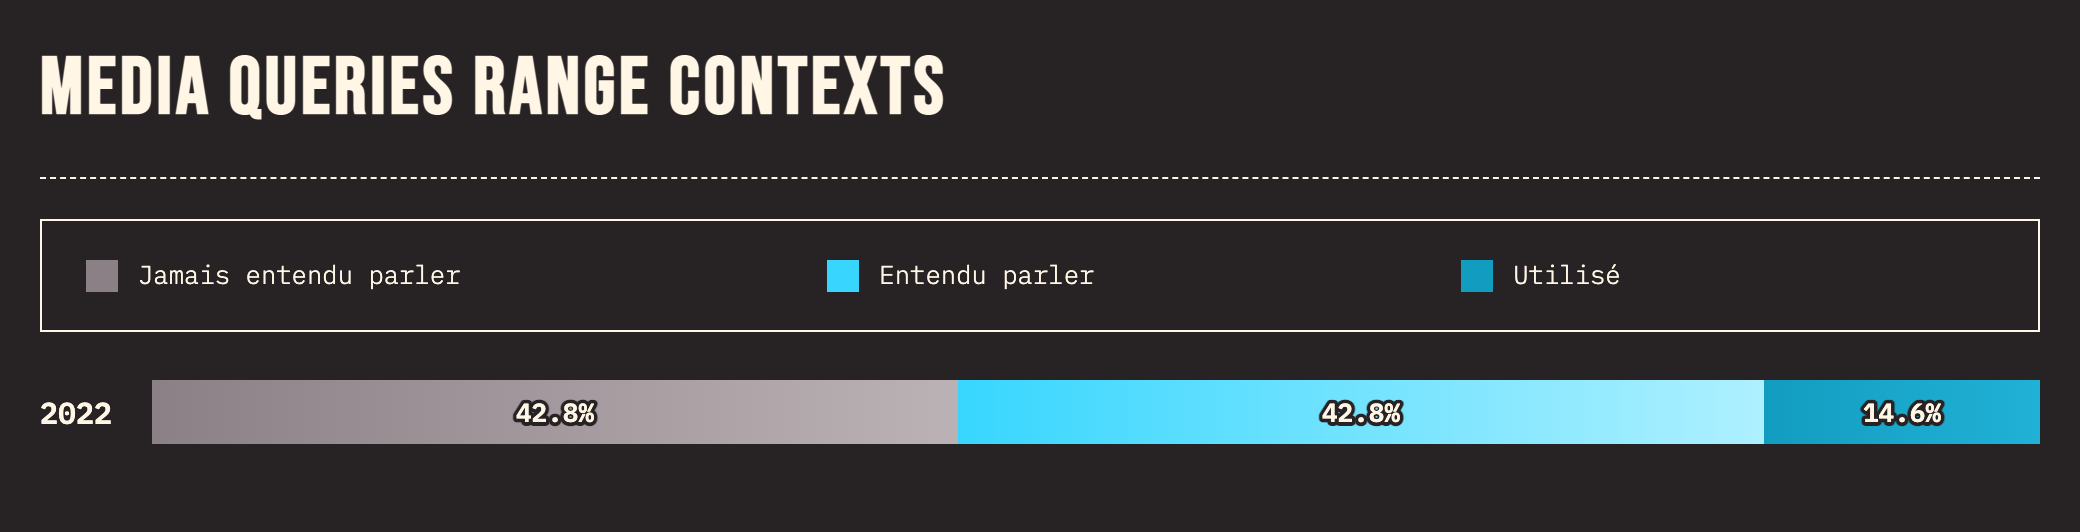 MEDIA QUERIES RANGE CONTEXTS
Jamais entendu parler
Entendu parler
Utilisé
2022
42.8%
42.8%
14.6%